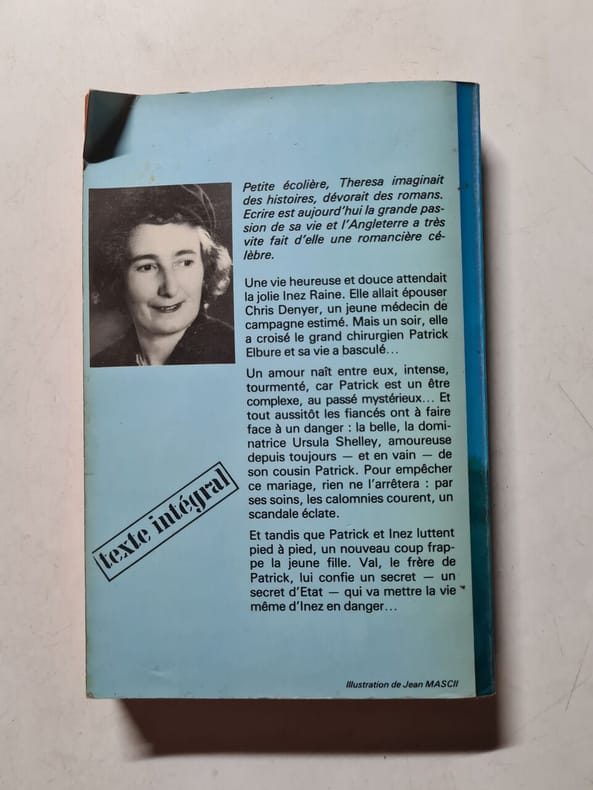 Petite écolière, Theresa imaginait
des histoires, dévorait des romans.
Ecrire est aujourd'hui la grande pas-
sion de sa vie et l'Angleterre a très
vite fait d'elle une romancière cé-
lèbre.
Une vie heureuse et douce attendait
la jolie Inez Raine. Elle allait épouser
Chris Denyer, un jeune médecin de
campagne estimé. Mais un soir, elle
a croisé le grand chirurgien Patrick
Elbure et sa vie a basculé...
Un amour naît entre eux, intense,
tourmenté, car Patrick est un être
complexe, au passé mystérieux... Et
tout aussitôt les fiancés ont à faire
face à un danger : la belle, la domi-
natrice Ursula Shelley, amoureuse
depuis toujours — et en vain — de
son cousin Patrick. Pour empêcher
ce mariage, rien ne l'arrêtera : par
ses soins, les calomnies courent, un
scandale éclate.
texte intégral
Et tandis que Patrick et Inez luttent
pied à pied, un nouveau coup frap-
pe la jeune fille. Val, le frère de
Patrick, lui confie un secret — un
secret d'Etat — qui va mettre la vie
même d'Inez en danger...
Illustration de Jean MASCII